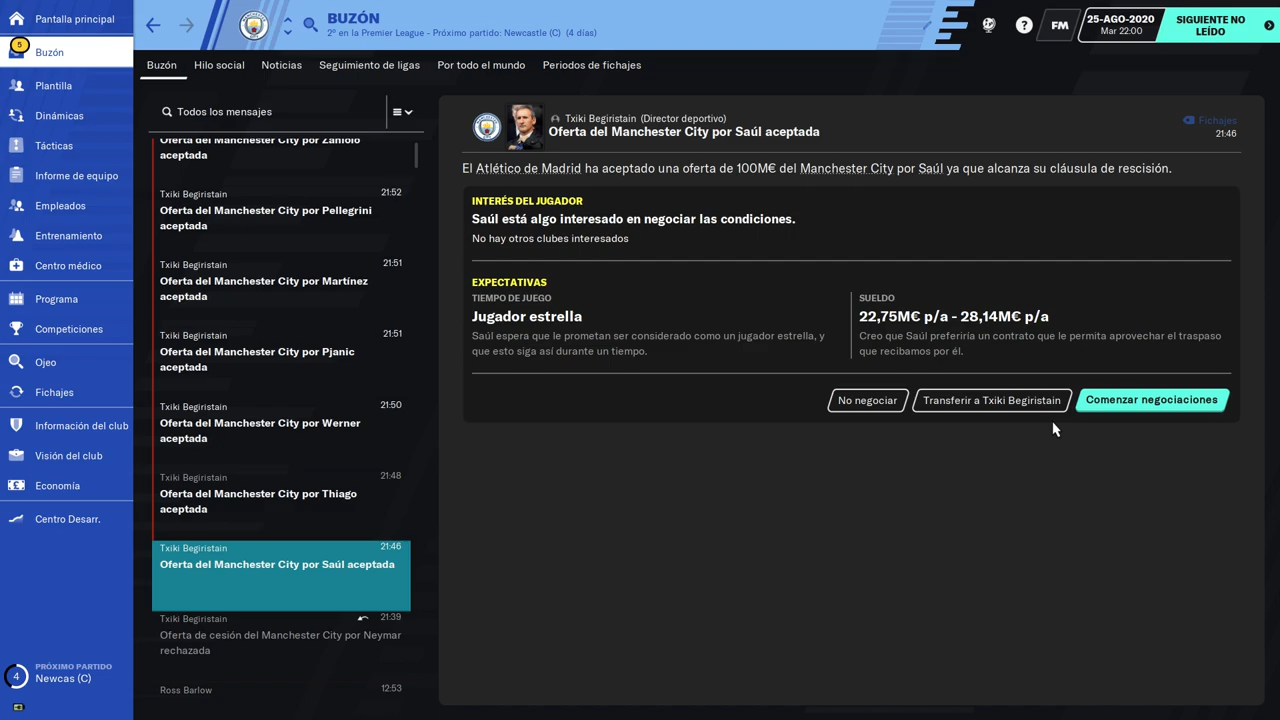 Pantalla principal
5
Buzón
Plantilla
Dinámicas
Tácticas
Informe de equipo
Empleados
Entrenamiento
Centro médico
Programa
Competiciones
Ojeo
Fichajes
Información del club
Visión del club
Economía
Centro Desarr.
PRÓXIMO PARTIDO
4
Newcas (C)
BUZÓN
2º en la Premier League - Próximo partido: Newcastle (C) (4 días)
FM
25-AGO-2020
Mar 22:00
SIGUIENTE NO LEÍDO
Buzón
Hilo social
Noticias
Seguimiento de ligas
Por todo el mundo
Periodos de fichajes
Todos los mensajes
Oferta del Manchester City por Zaniolo
aceptada
Txiki Begiristain 21:52
Oferta del Manchester City por Pellegrini
aceptada
Txiki Begiristain 21:51
Oferta del Manchester City por Martínez
aceptada
Txiki Begiristain 21:51
Oferta del Manchester City por Pjanic
aceptada
Txiki Begiristain 21:50
Oferta del Manchester City por Werner
aceptada
Txiki Begiristain 21:48
Oferta del Manchester City por Thiago
aceptada
Txiki Begiristain 21:46
Oferta del Manchester City por Saúl aceptada
Txiki Begiristain 21:39
Oferta de cesión del Manchester City por Neymar
rechazada
Ross Barlow 12:53
Txiki Begiristain (Director deportivo)
Oferta del Manchester City por Saúl aceptada
Fichajes
21:46
El Atlético de Madrid ha aceptado una oferta de 100M€ del Manchester City por Saúl ya que alcanza su cláusula de rescisión.
INTERÉS DEL JUGADOR
Saúl está algo interesado en negociar las condiciones.
No hay otros clubes interesados
EXPECTATIVAS
TIEMPO DE JUEGO
Jugador estrella
Saúl espera que le prometan ser considerado como un jugador estrella, y
que esto siga así durante un tiempo.
SUELDO
22,75M€ p/a - 28,14M€ p/a
Creo que Saúl preferiría un contrato que le permita aprovechar el traspaso
que recibamos por él.
No negociar
Transferir a Txiki Begiristain
Comenzar negociaciones